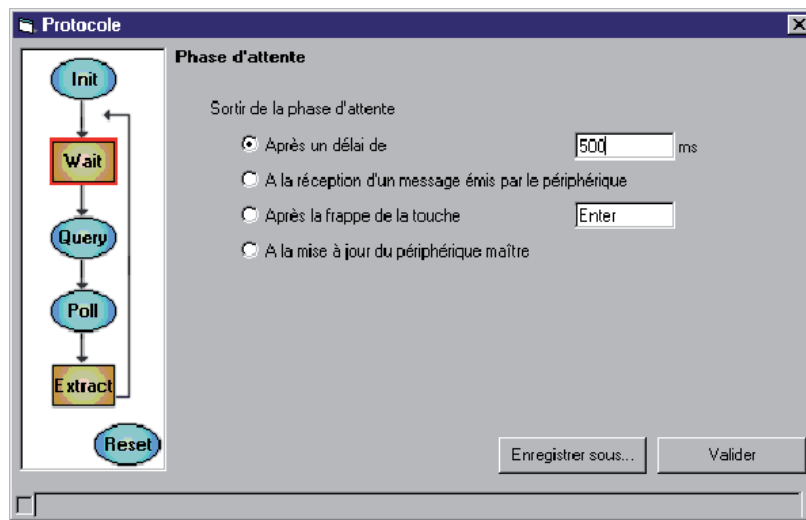 Protocole
Phase d'attente
Init
Sortir de la phase d'attente
Après un délai de 500 ms
Wait
A la réception d'un message émis par le périphérique
Après la frappe de la touche Enter
Query
A la mise à jour du périphérique maître
Poll
Extract
Reset
Enregistrer sous... Valider